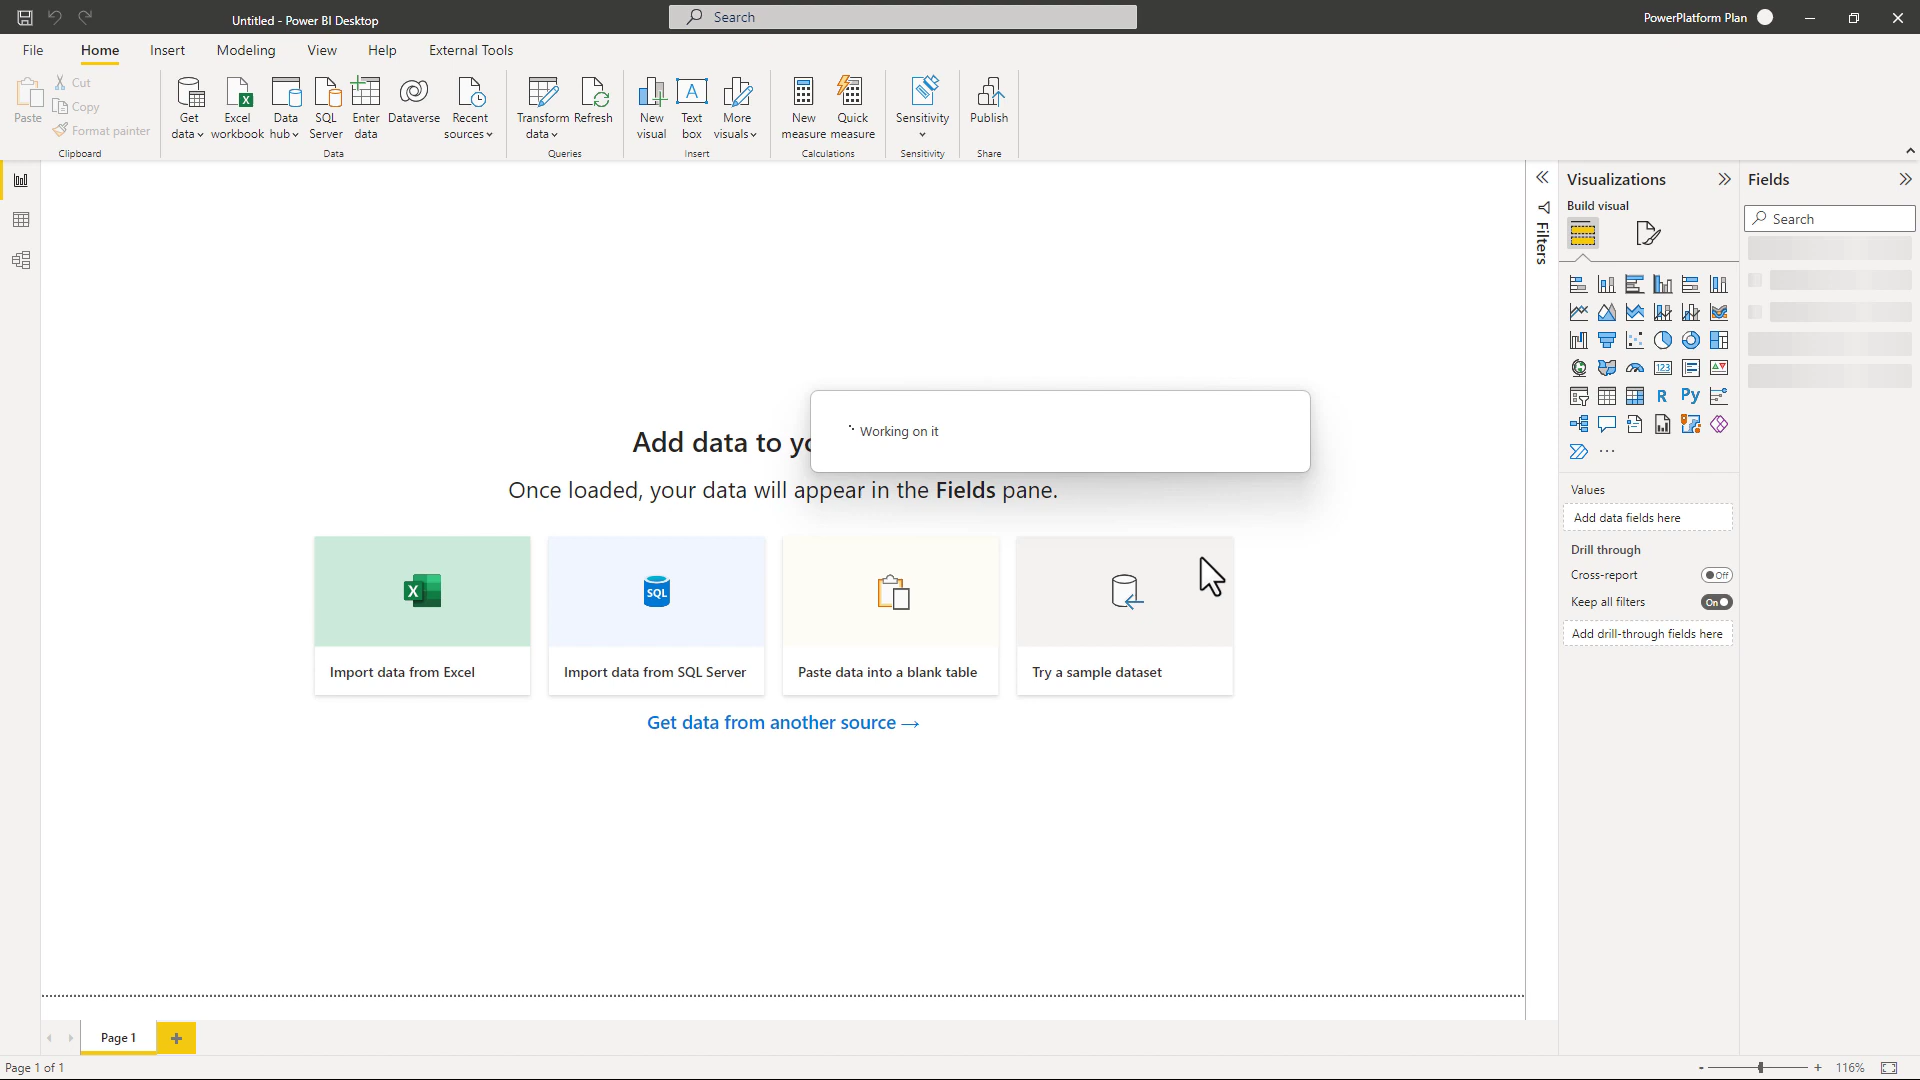 Untitled - Power BI Desktop
Search
PowerPlatform Plan
File Home Insert Modeling View Help External Tools
Paste
Cut
Copy
Format painter
Clipboard
Get data
Excel workbook
Data hub
SQL Server
Enter data
Dataverse
Recent sources
Data
Transform data
Refresh
Queries
New visual
Text box
More visuals
Insert
New measure
Quick measure
Calculations
Sensitivity
Sensitivity
Publish
Share
Filters
Visualizations
Build visual
123
R
Py
Values
Add data fields here
Drill through
Cross-report
Off
Keep all filters
On
Add drill-through fields here
Fields
Search
Working on it
Add data to yo
Once loaded, your data will appear in the Fields pane.
X
SQL
Import data from Excel
Import data from SQL Server
Paste data into a blank table
Try a sample dataset
Get data from another source →
Page 1
+
Page 1 of 1
- + 116%